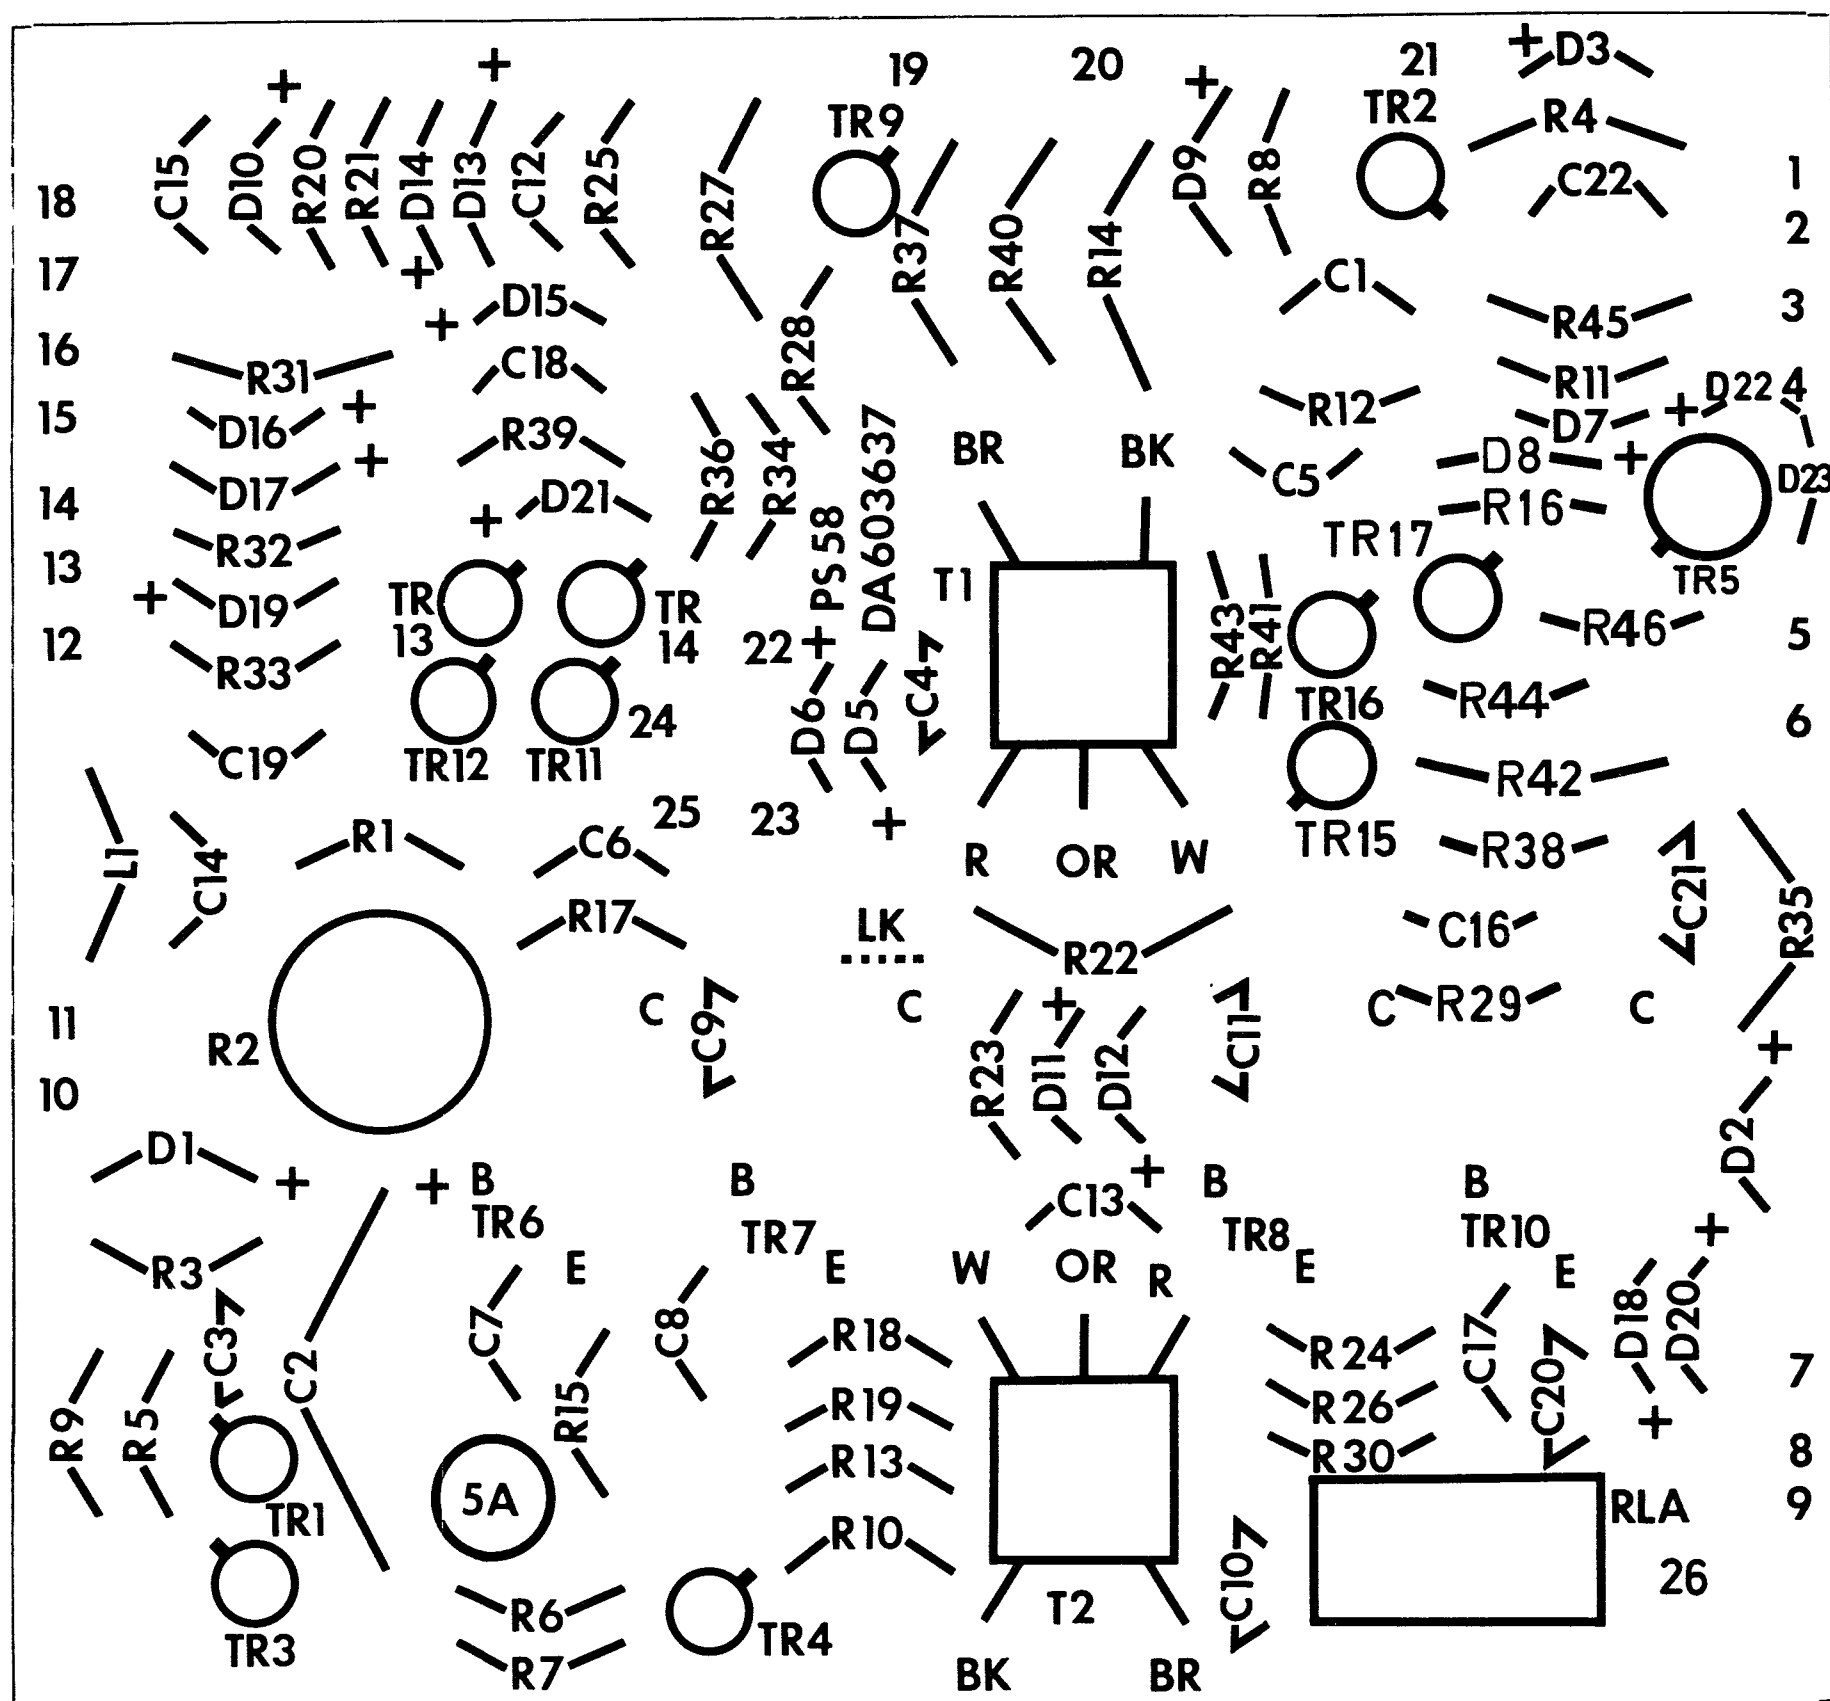 19
20
21
+
D3
+
+
+
TR9
TR2
R4
C15
D10
R20
R21
D14
D13
C12
R25
R27
R37
R40
R14
D9
R8
C22
1
18
2
17
+
C1
D15
+
R28
R45
3
16
C18
R31
R11
D22
4
+
15
D16
R39
R12
+
D7
R36
R34
BR
BK
D8
+
+
D17
C5
D23
14
D21
+
R16
PS58
DA603637
TR17
13
R32
T1
TR5
+
D19
TR
13
TR
14
R43
R41
R46
5
12
22
+
R33
C4
TR16
R44
24
D6
D5
6
C19
TR12
TR11
R42
25
23
+
L1
C14
R1
C6
R
OR
W
TR15
R38
C21
R17
LK
R22
C16
R35
C
C9
C
+
C11
C
R29
C
11
R2
R23
D11
D12
+
10
D1
D2
+
+
B
B
+
B
B
C13
TR6
TR7
TR8
TR10
+
R3
E
E
W
OR
R
E
E
C3
C7
C8
R18
R24
C17
D18
D20
C2
C20
7
R9
R5
R15
R19
R26
+
R13
R30
8
5A
TR1
RLA
9
R10
C10
26
R6
T2
TR3
TR4
R7
BK
BR